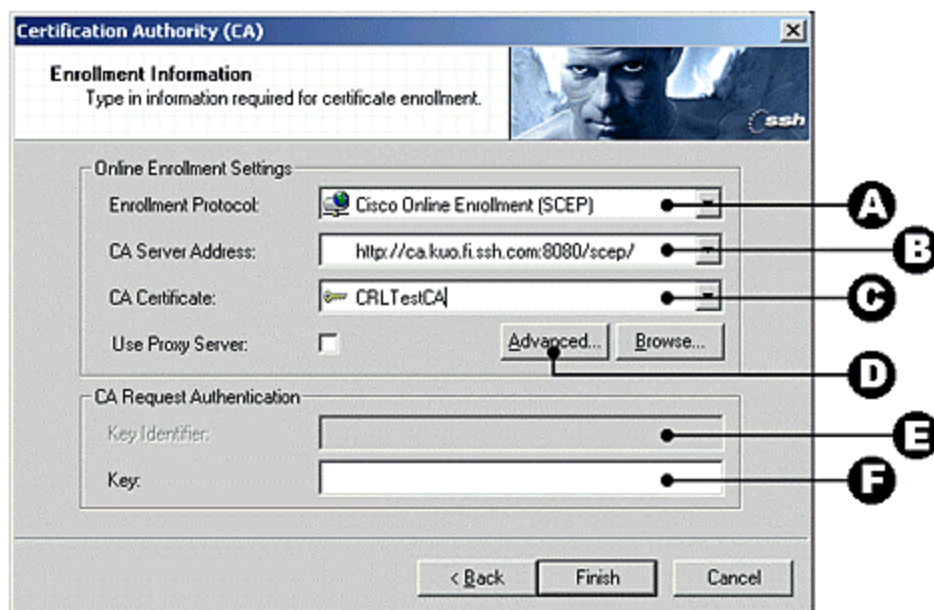 Certification Authority (CA)
Enrollment Information
Type in information required for certificate enrollment.
ssh
Online Enrollment Settings
Enrollment Protocol: Cisco Online Enrollment (SCEP) A
CA Server Address: http://ca.kuo.fi.ssh.com:8080/scep/ B
CA Certificate: CRLTestCA C
Use Proxy Server: Advanced... Browse...
D
CA Request Authentication
Key Identifier: E
Key: F
< Back Finish Cancel